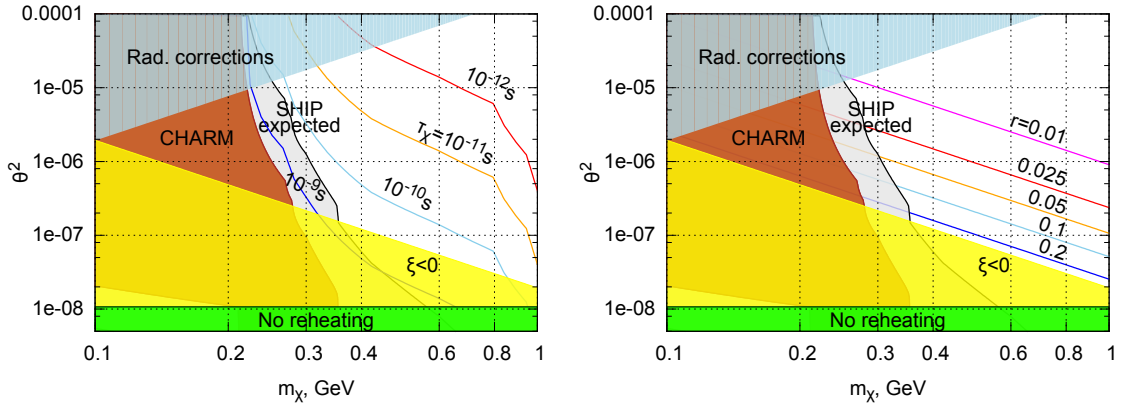 0.0001
1e-05
1e-06
1e-07
1e-08
θ²
Rad. corrections
CHARM
SHIP
expected
10⁻¹²s
τχ=10⁻¹¹s
10⁻¹⁰s
10⁻⁹s
ξ<0
No reheating
0.1 0.2 0.3 0.4 0.6 0.8 1
mχ, GeV
0.0001
1e-05
1e-06
1e-07
1e-08
θ²
Rad. corrections
CHARM
SHIP
expected
r=0.01
0.025
0.05
0.1
0.2
ξ<0
No reheating
0.1 0.2 0.3 0.4 0.6 0.8 1
mχ, GeV